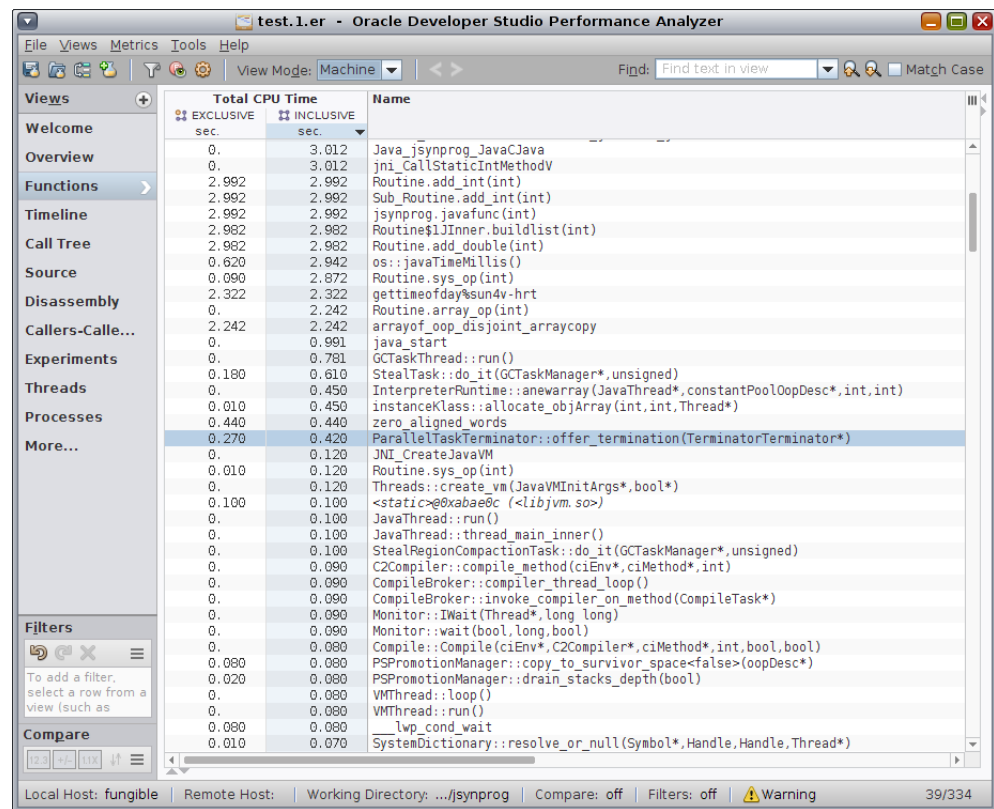 test.1.er - Oracle Developer Studio Performance Analyzer
File Views Metrics Tools Help
View Mode: Machine < > Find: Find text in view Match Case
Views
Welcome
Overview
Functions
Timeline
Call Tree
Source
Disassembly
Callers-Calle...
Experiments
Threads
Processes
More...
Filters
To add a filter,
select a row from a
view (such as
Compare
12.3 +/- 1.1X
Total CPU Time Name
EXCLUSIVE INCLUSIVE
sec. sec.
0. 3.012 Java_jsynprog_JavaCJava
0. 3.012 jni_CallStaticIntMethodV
2.992 2.992 Routine.add_int(int)
2.992 2.992 Sub_Routine.add_int(int)
2.992 2.992 jsynprog.javafunc(int)
2.982 2.982 Routine$1JInner.buildlist(int)
2.982 2.982 Routine.add_double(int)
0.620 2.942 os::javaTimeMillis()
0.090 2.872 Routine.sys_op(int)
2.322 2.322 gettimeofday%sun4v-hrt
0. 2.242 Routine.array_op(int)
2.242 2.242 arrayof_oop_disjoint_arraycopy
0. 0.991 java_start
0. 0.781 GCTaskThread::run()
0.180 0.610 StealTask::do_it(GCTaskManager*,unsigned)
0. 0.450 InterpreterRuntime::anewarray(JavaThread*,constantPoolOopDesc*,int,int)
0.010 0.450 instanceKlass::allocate_objArray(int,int,Thread*)
0.440 0.440 zero_aligned_words
0.270 0.420 ParallelTaskTerminator::offer_termination(TerminatorTerminator*)
0. 0.120 JNI_CreateJavaVM
0.010 0.120 Routine.sys_op(int)
0. 0.120 Threads::create_vm(JavaVMInitArgs*,bool*)
0.100 0.100 <static>@0xabae0c (<libjvm.so>)
0. 0.100 JavaThread::run()
0. 0.100 JavaThread::thread_main_inner()
0. 0.100 StealRegionCompactionTask::do_it(GCTaskManager*,unsigned)
0. 0.090 C2Compiler::compile_method(ciEnv*,ciMethod*,int)
0. 0.090 CompileBroker::compiler_thread_loop()
0. 0.090 CompileBroker::invoke_compiler_on_method(CompileTask*)
0. 0.090 Monitor::IWait(Thread*,long long)
0. 0.090 Monitor::wait(bool,long,bool)
0. 0.080 Compile::Compile(ciEnv*,C2Compiler*,ciMethod*,int,bool,bool)
0.080 0.080 PSPromotionManager::copy_to_survivor_space<false>(oopDesc*)
0.020 0.080 PSPromotionManager::drain_stacks_depth(bool)
0. 0.080 VMThread::loop()
0. 0.080 VMThread::run()
0.080 0.080 ___lwp_cond_wait
0.010 0.070 SystemDictionary::resolve_or_null(Symbol*,Handle,Handle,Thread*)
Local Host: fungible Remote Host: Working Directory: .../jsynprog Compare: off Filters: off Warning 39/334